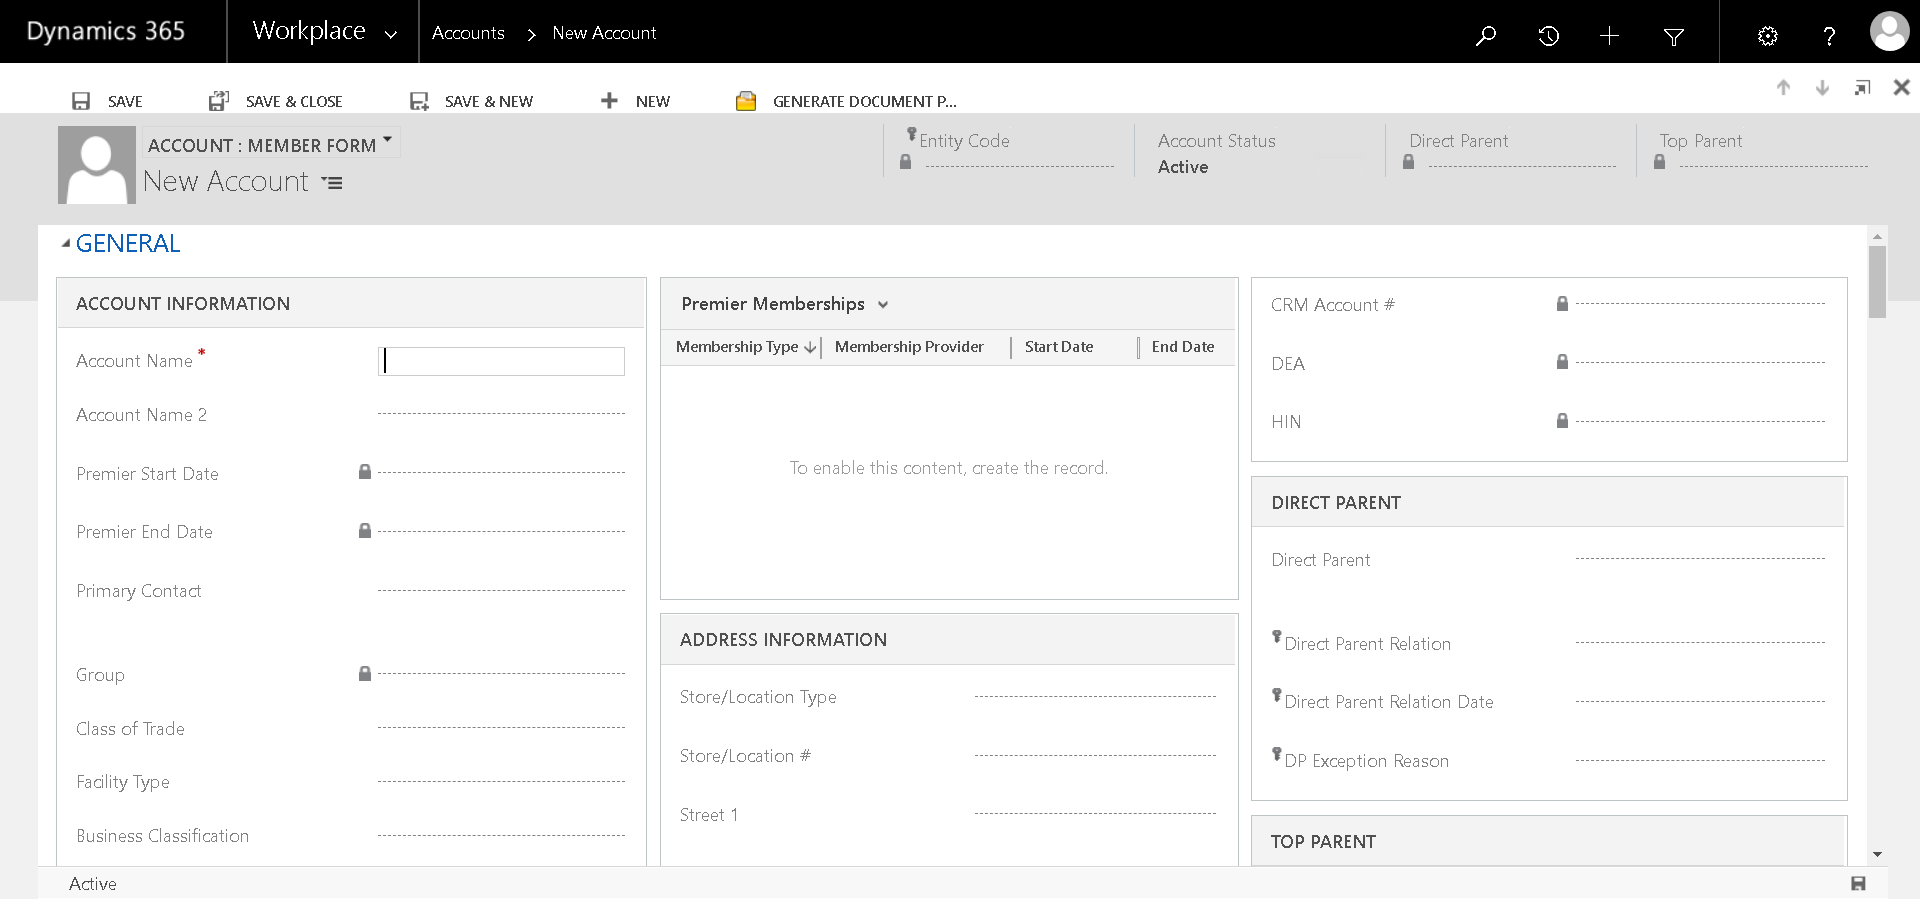 Dynamics 365
Workplace
Accounts > New Account
?
SAVE
SAVE & CLOSE
SAVE & NEW
NEW
GENERATE DOCUMENT P...
ACCOUNT : MEMBER FORM
New Account
Entity Code
Account Status
Active
Direct Parent
Top Parent
GENERAL
ACCOUNT INFORMATION
Account Name *
Account Name 2
Premier Start Date
Premier End Date
Primary Contact
Group
Class of Trade
Facility Type
Business Classification
Premier Memberships
Membership Type
Membership Provider
Start Date
End Date
To enable this content, create the record.
ADDRESS INFORMATION
Store/Location Type
Store/Location #
Street 1
CRM Account #
DEA
HIN
DIRECT PARENT
Direct Parent
Direct Parent Relation
Direct Parent Relation Date
DP Exception Reason
TOP PARENT
Active